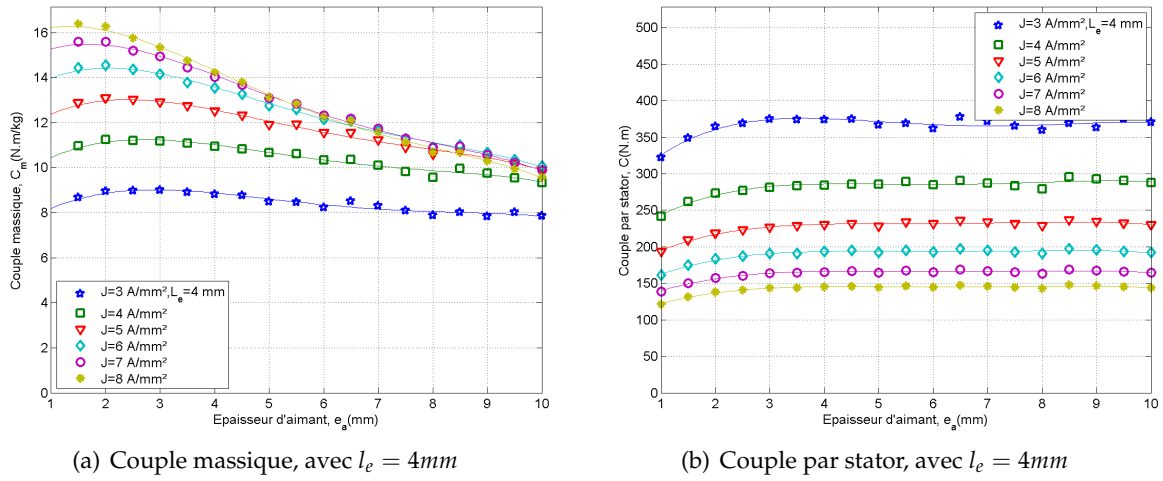 16
14
12
10
8
6
4
2
0
Couple massique, C_m(N.m/kg)
J=3 A/mm²,L_e=4 mm
J=4 A/mm²
J=5 A/mm²
J=6 A/mm²
J=7 A/mm²
J=8 A/mm²
1 2 3 4 5 6 7 8 9 10
Epaisseur d'aimant, e_a(mm)
(a) Couple massique, avec l_e = 4mm
500
450
400
350
300
250
200
150
100
50
0
Couple par stator, C(N.m)
J=3 A/mm²,L_e=4 mm
J=4 A/mm²
J=5 A/mm²
J=6 A/mm²
J=7 A/mm²
J=8 A/mm²
1 2 3 4 5 6 7 8 9 10
Epaisseur d'aimant, e_a(mm)
(b) Couple par stator, avec l_e = 4mm